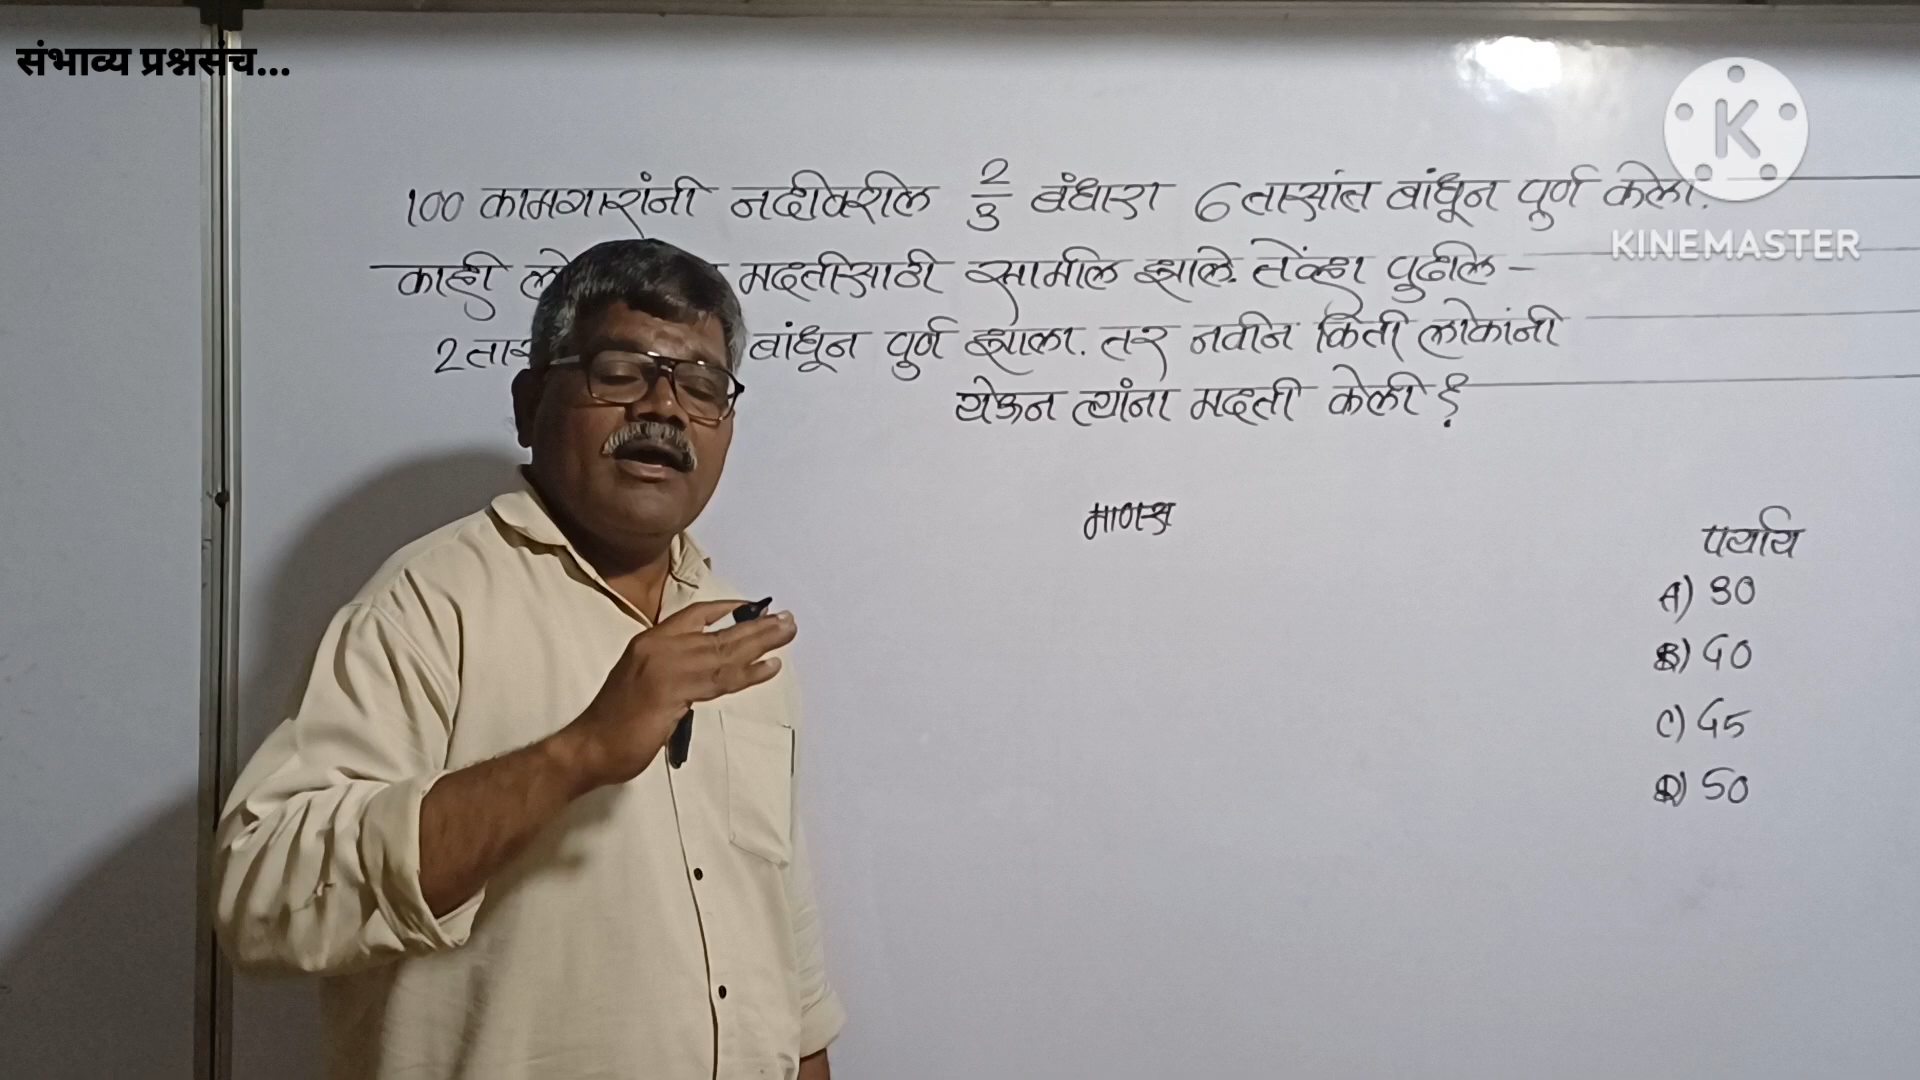 संभाव्य प्रश्नसंच...
100 कामगारांनी नदीवरील 2/3 बंधारा 6 तासांत बांधून पूर्ण केला.
काही मदतीसाठी सामील झाले. तेंव्हा पुढील -
2 बांधून पूर्ण झाला. तर नवीन किती लोकांनी
येऊन त्यांना मदती केली ?
माणस
पर्याय
A) 30
B) 40
C) 45
D) 50
K
KINEMASTER